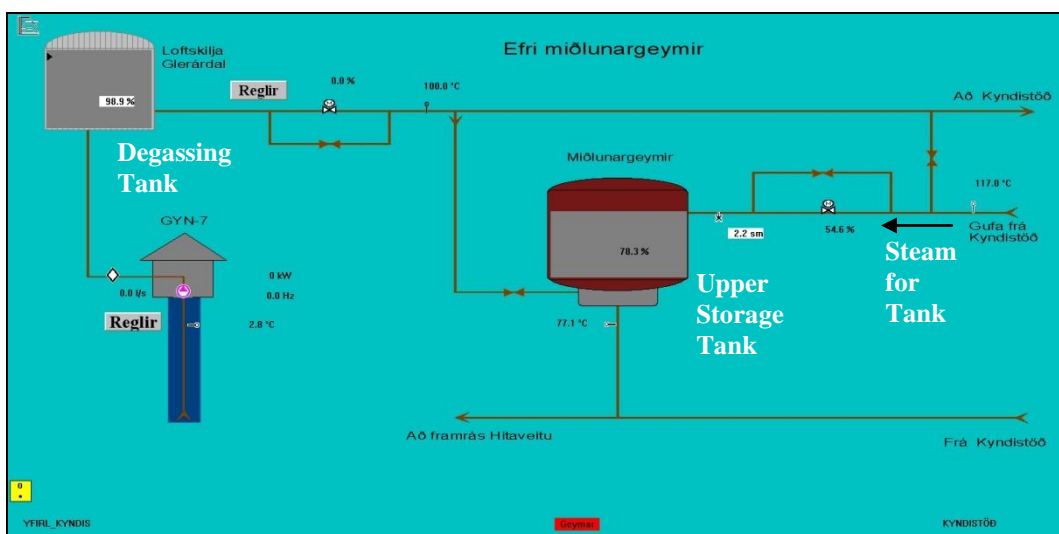 Efri miðlunargeymir
Loftskilja
Glerárdal
98.9 %
Degassing
Tank
Reglir
0.0 %
100.0 °C
Að Kyndistöð
Miðlunargeymir
117.0 °C
Gufa frá
Kyndistöð
2.2 sm
54.6 %
78.3 %
Steam
for
Tank
Upper
Storage
Tank
GYN-7
0 kW
0.0 l/s
0.0 Hz
Reglir
2.8 °C
77.1 °C
Að framrás Hitaveitu
Frá Kyndistöð
0
YFIRL_KYNDIS
Geymar
KYNDISTÖÐ